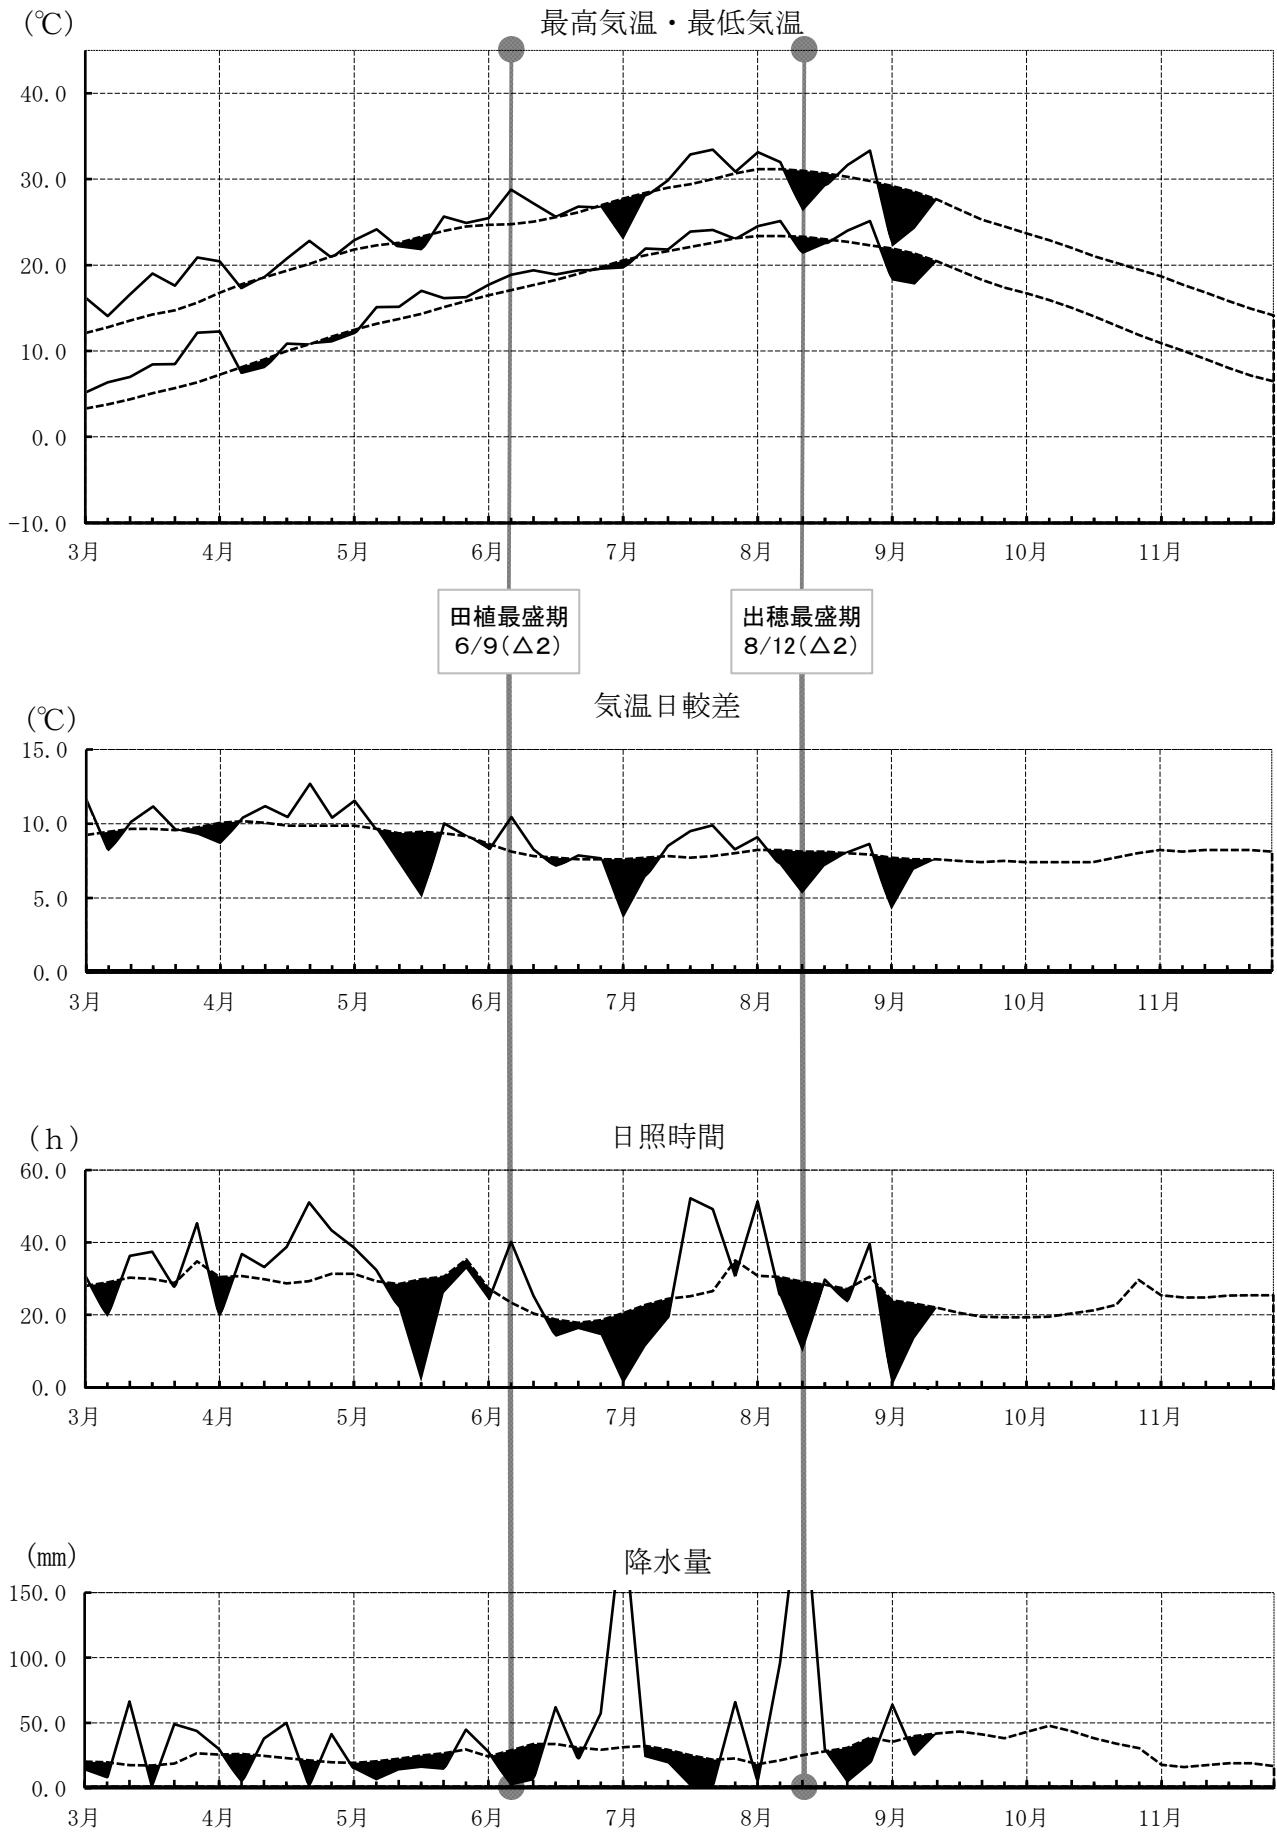 最高気温・最低気温
(℃)
40.0
30.0
20.0
10.0
0.0
-10.0
3月 4月 5月 6月 7月 8月 9月 10月 11月
田植最盛期
6/9(△2)
出穂最盛期
8/12(△2)
気温日較差
(℃)
15.0
10.0
5.0
0.0
3月 4月 5月 6月 7月 8月 9月 10月 11月
日照時間
(ｈ)
60.0
40.0
20.0
0.0
3月 4月 5月 6月 7月 8月 9月 10月 11月
降水量
(㎜)
150.0
100.0
50.0
0.0
3月 4月 5月 6月 7月 8月 9月 10月 11月